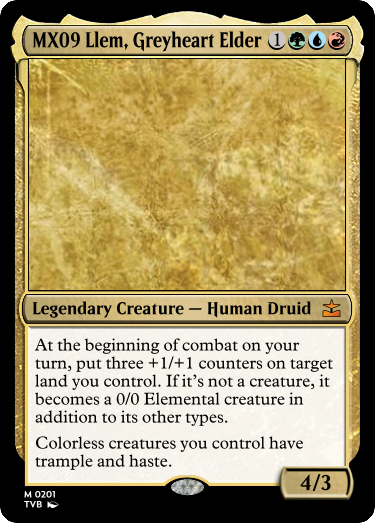 MX09 Llem, Greyheart Elder 1
Legendary Creature — Human Druid
At the beginning of combat on your
turn, put three +1/+1 counters on target
land you control. If it's not a creature, it
becomes a 0/0 Elemental creature in
addition to its other types.
Colorless creatures you control have
trample and haste.
4/3
M 0201
TVB